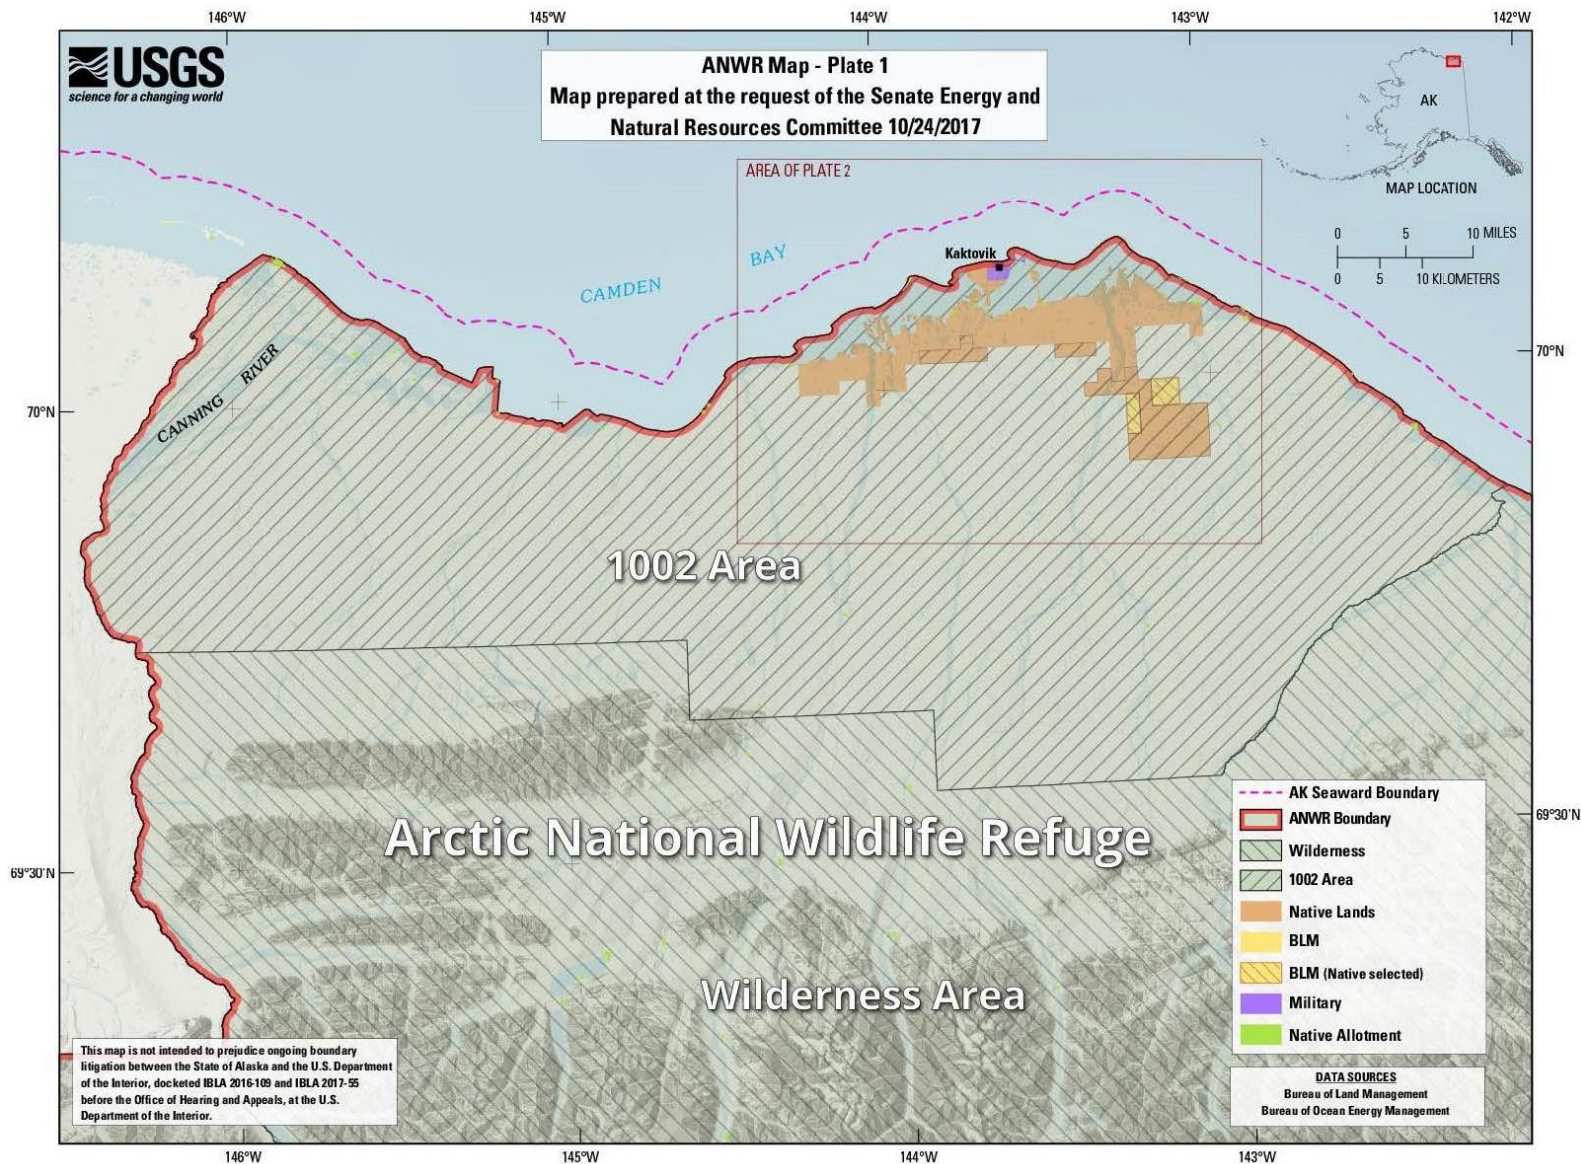 146°W
145°W
144°W
143°W
142°W
USGS
science for a changing world
ANWR Map - Plate 1
Map prepared at the request of the Senate Energy and
Natural Resources Committee 10/24/2017
AK
MAP LOCATION
AREA OF PLATE 2
0 5 10 MILES
0 5 10 KILOMETERS
Kaktovik
CAMDEN BAY
CANNING RIVER
70°N
70°N
1002 Area
Arctic National Wildlife Refuge
Wilderness Area
69°30'N
69°30'N
AK Seaward Boundary
ANWR Boundary
Wilderness
1002 Area
Native Lands
BLM
BLM (Native selected)
Military
Native Allotment
This map is not intended to prejudice ongoing boundary
litigation between the State of Alaska and the U.S. Department
of the Interior, docketed IBLA 2016-109 and IBLA 2017-55
before the Office of Hearing and Appeals, at the U.S.
Department of the Interior.
DATA SOURCES
Bureau of Land Management
Bureau of Ocean Energy Management
146°W
145°W
144°W
143°W